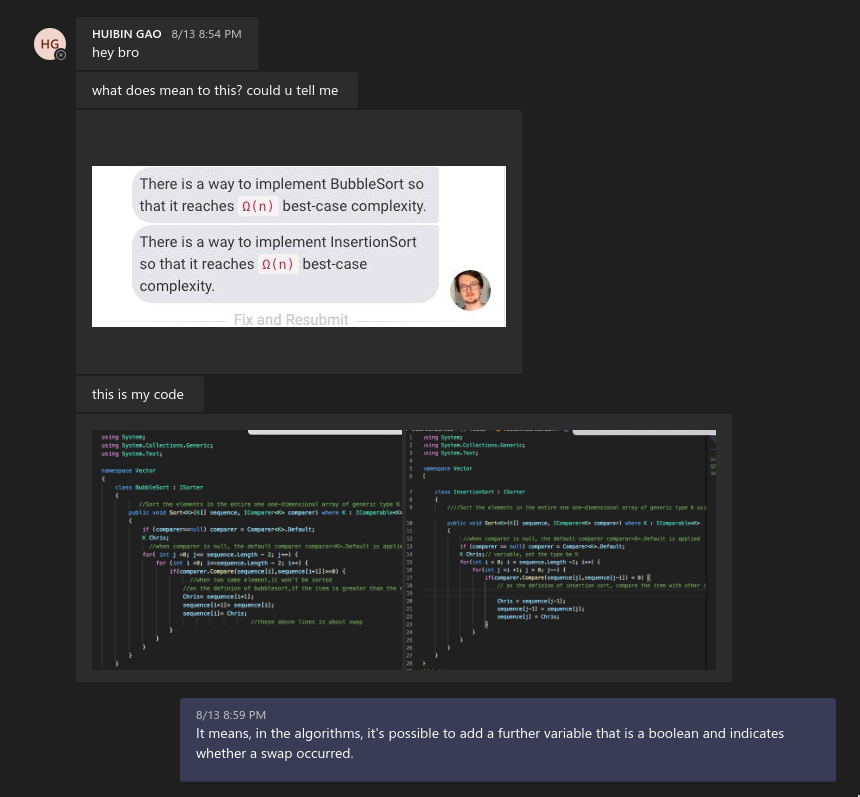 HG
HUIBIN GAO 8/13 8:54 PM
hey bro
what does mean to this? could u tell me
There is a way to implement BubbleSort so
that it reaches Ω(n) best-case complexity.
There is a way to implement InsertionSort
so that it reaches Ω(n) best-case
complexity.
Fix and Resubmit
this is my code
using System;
using System.Collections.Generic;
using System.Text;
namespace Vector
{
class BubbleSort : ISorter
{
//Sort the elements in the entire one one-dimensional array of generic type K
public void Sort<K>(K[] sequence, IComparer<K> comparer) where K : IComparable<K>
{
if (comparer==null) comparer = Comparer<K>.Default;
K Chris;
//when comparer is null, the default comparer comparer<K>.Default is applie
for( int j =0; j<= sequence.Length - 2; j++) {
for (int i =0; i<=sequence.Length - 2; i++) {
if(comparer.Compare(sequence[i],sequence[i+1])>=0) {
//when two same element,it won't be sorted
//as the definion of bubblesort,if the item is greater than the
Chris= sequence[i+1];
sequence[i+1]= sequence[i];
sequence[i]= Chris;
//these above lines is about swap
}
}
}
}
}
1 using System;
2 using System.Collections.Generic;
3 using System.Text;
4
5 namespace Vector
6 {
7 class InsertionSort : ISorter
8 {
9 ////Sort the elements in the entire one one-dimensional array of generic type K
10 public void Sort<K>(K[] sequence, IComparer<K> comparer) where K : IComparable<K>
11 {
12 //when comparer is null, the default comparer comparar<K>.Default is applied
13 if (comparer == null) comparer = Comparer<K>.Default;
14 K Chris;// variable, set the type be K
15 for(int i = 0; i < sequence.Length -1; i++) {
16 for(int j =i +1; j > 0; j--) {
17 if(comparer.Compare(sequence[j],sequence[j-1]) < 0) {
18 // as the definion of insertion sort, compare the item with other
19
20 Chris = sequence[j-1];
21 sequence[j-1] = sequence[j];
22 sequence[j] = Chris;
23 }
24 }
25 }
26 }
27 }
28 }
8/13 8:59 PM
It means, in the algorithms, it's possible to add a further variable that is a boolean and indicates
whether a swap occurred.